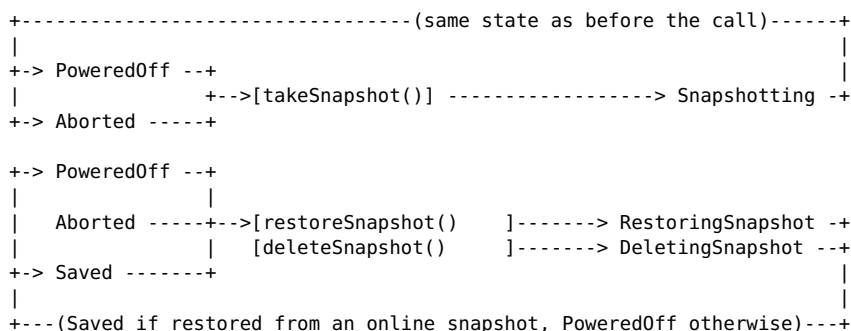 +---------------------------------(same state as before the call)------+
|                                                                      |
+-> PoweredOff --+                                                     |
|                +-->[takeSnapshot()] ------------------> Snapshotting -+
+-> Aborted -----+

+-> PoweredOff --+
|                |
|   Aborted -----+-->[restoreSnapshot()    ]-------> RestoringSnapshot -+
|                |   [deleteSnapshot()     ]-------> DeletingSnapshot --+
+-> Saved -------+                                                     |
|                                                                      |
+---(Saved if restored from an online snapshot, PoweredOff otherwise)---+